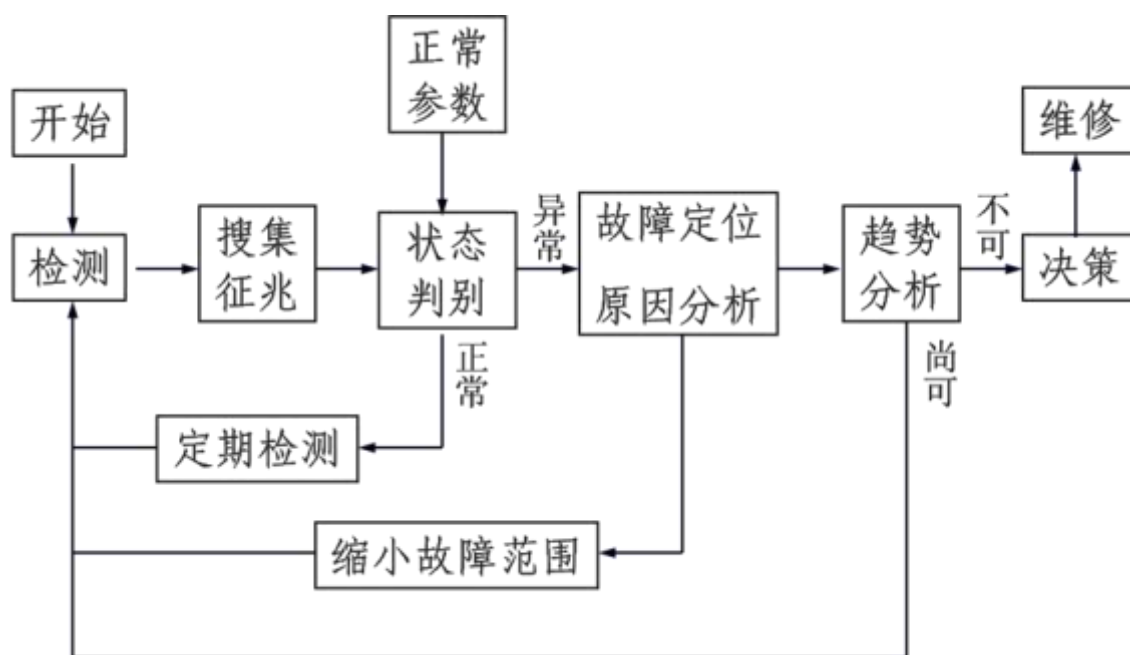 正常
参数
开始
维修
检测
搜集
征兆
状态
判别
异常
故障定位
原因分析
趋势
分析
不可
决策
正常
尚可
定期检测
缩小故障范围